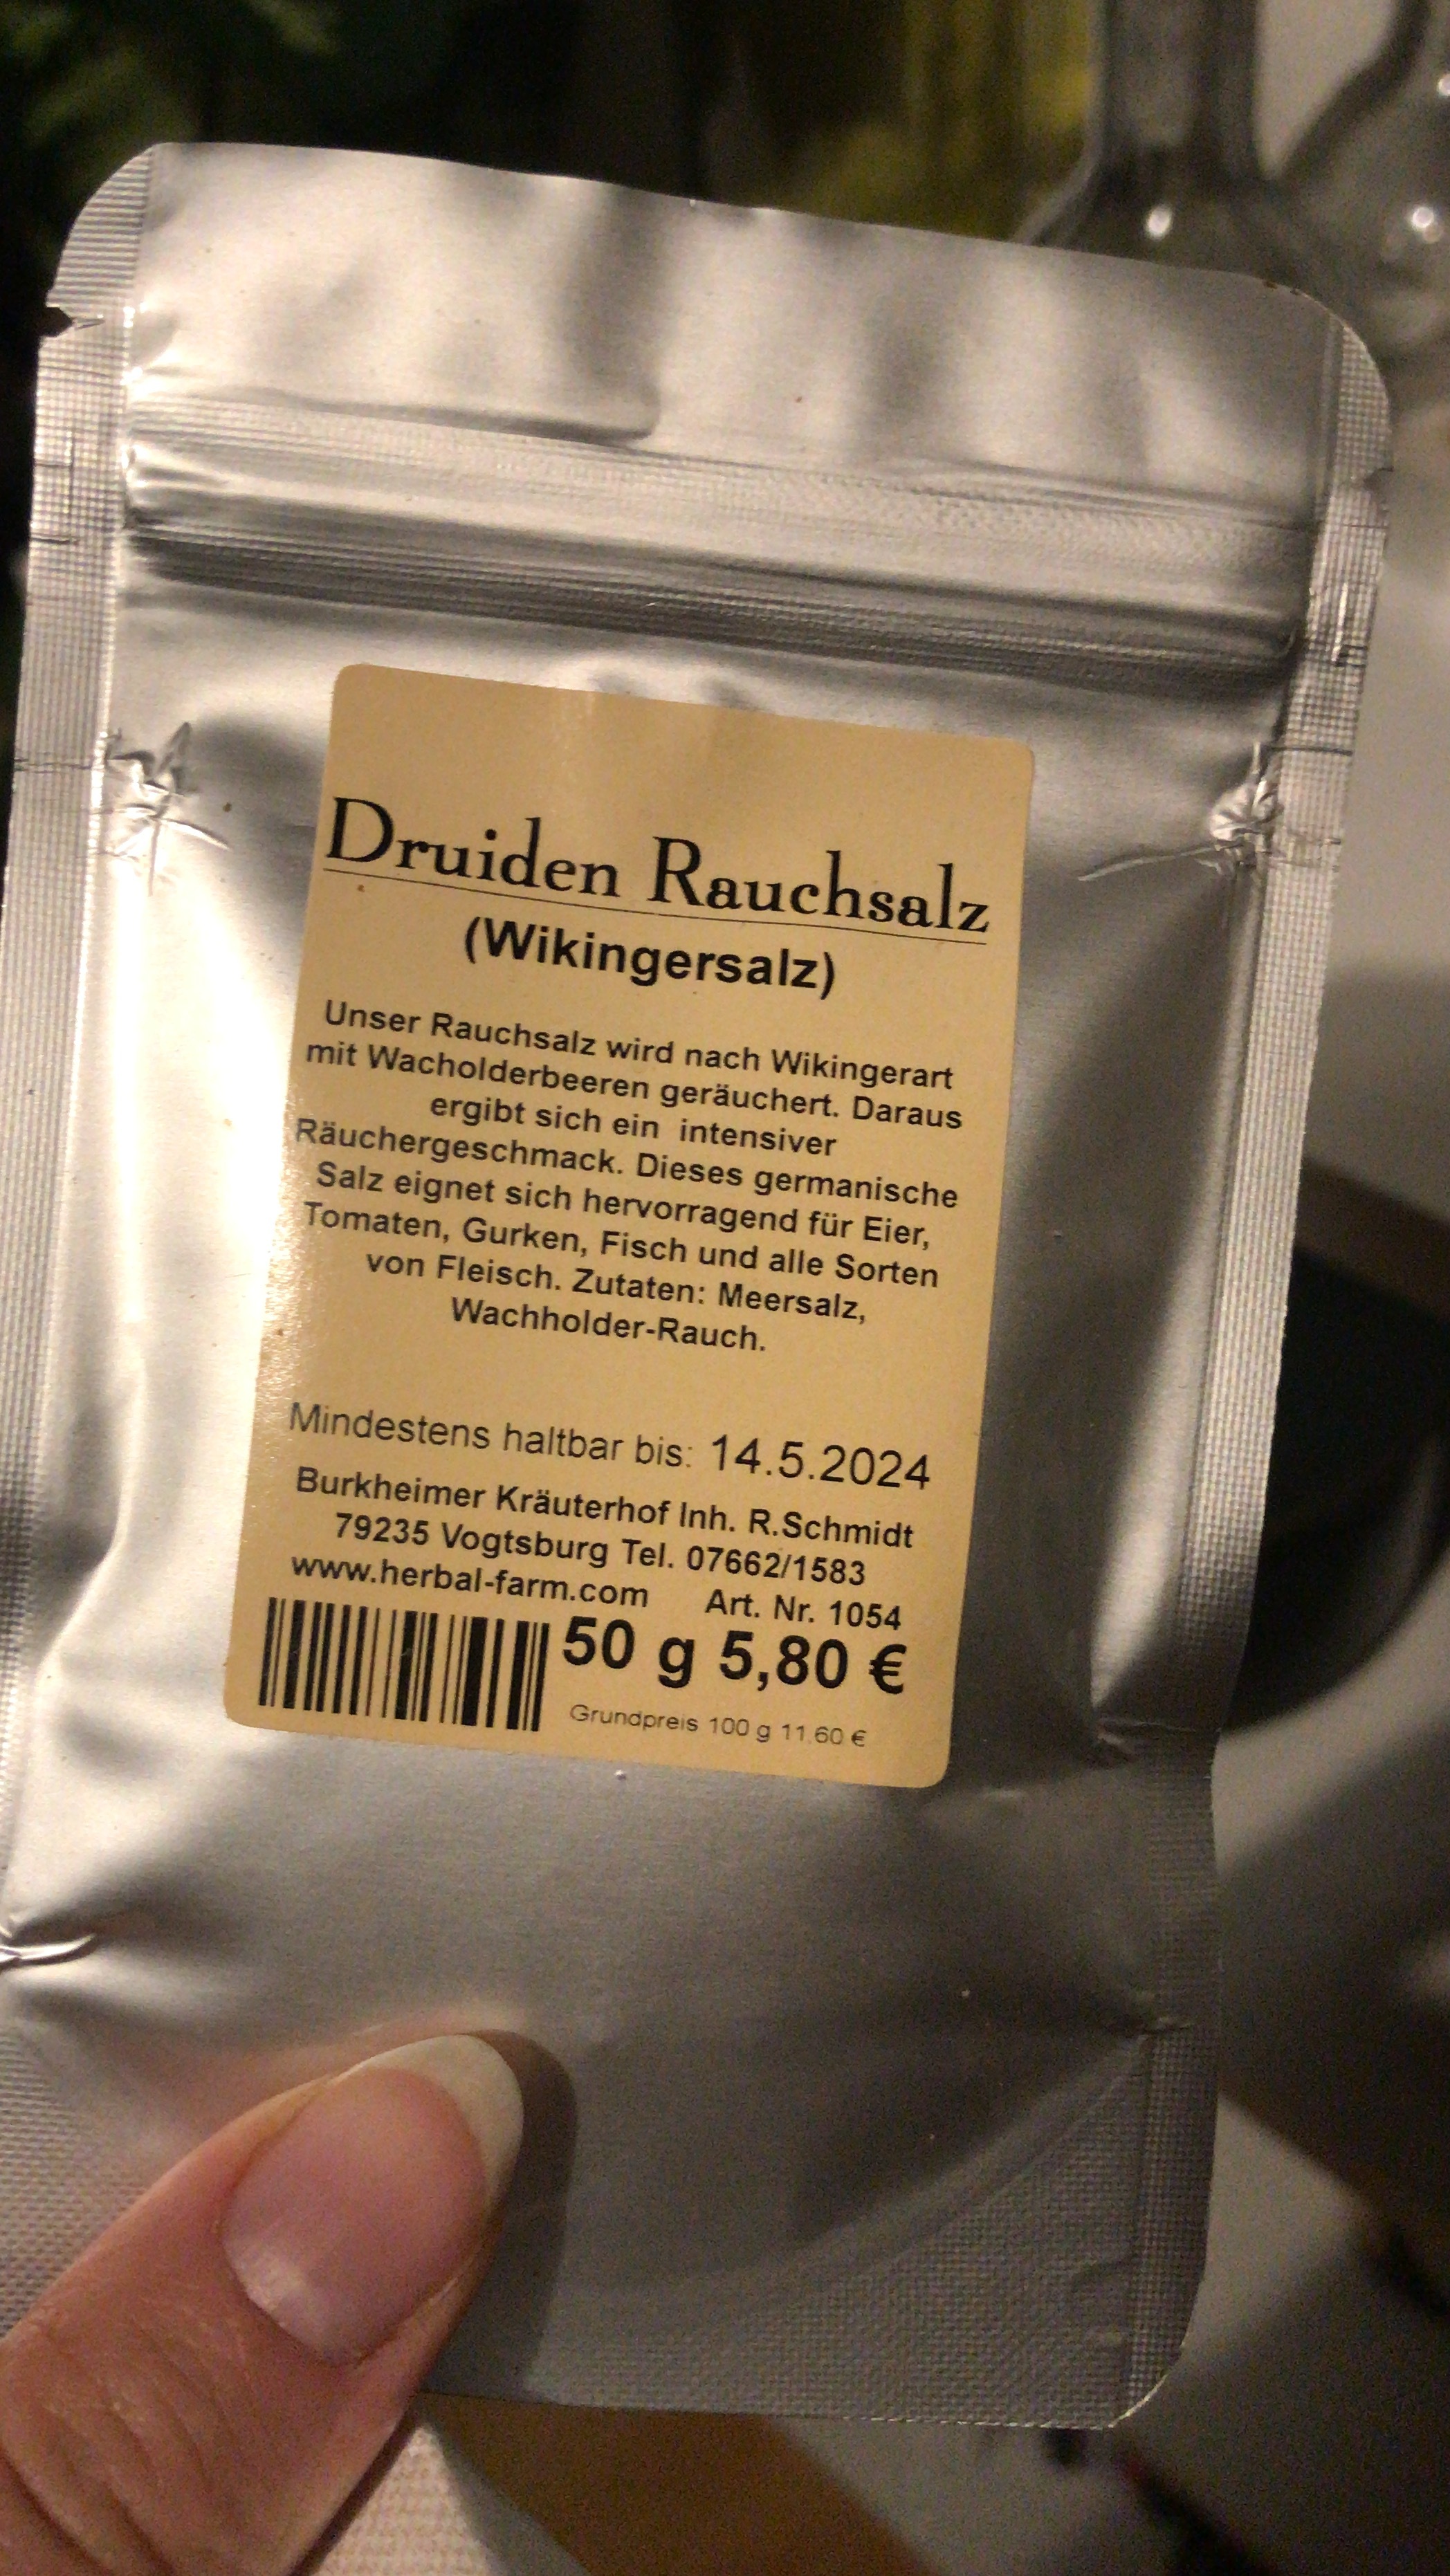 Druiden Rauchsalz
(Wikingersalz)
Unser Rauchsalz wird nach Wikingerart
mit Wacholderbeeren geräuchert. Daraus
ergibt sich ein intensiver
Räuchergeschmack. Dieses germanische
Salz eignet sich hervorragend für Eier,
Tomaten, Gurken, Fisch und alle Sorten
von Fleisch. Zutaten: Meersalz,
Wachholder-Rauch.
Mindestens haltbar bis: 14.5.2024
Burkheimer Kräuterhof Inh. R.Schmidt
79235 Vogtsburg Tel. 07662/1583
www.herbal-farm.com Art. Nr. 1054
50 g 5,80 €
Grundpreis 100 g 11.60 €